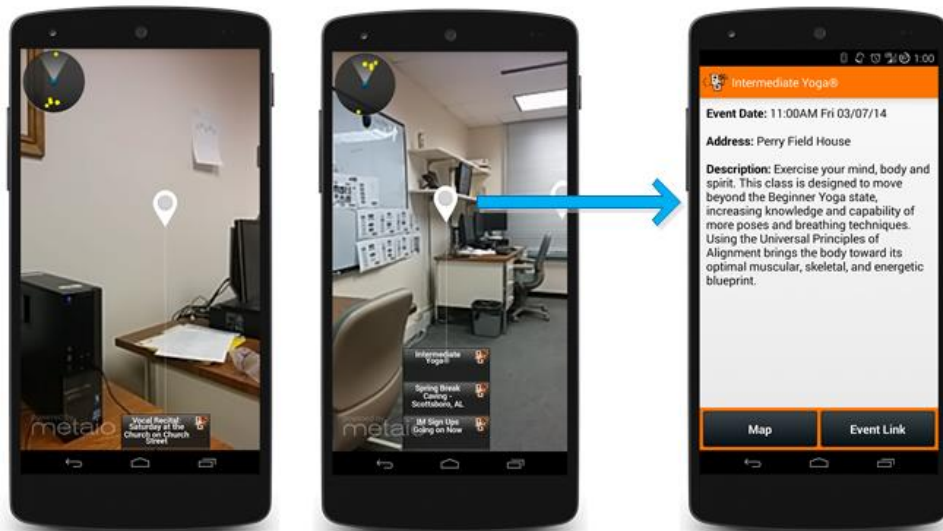 Vocal Recital:
Saturday at the
Church on Church
Street
metaio
Intermediate
Yoga®
Spring Break
Caving -
Scottsboro, AL
IM Sign Ups
Going on Now
metaio
1:00
Intermediate Yoga®
Event Date: 11:00AM Fri 03/07/14
Address: Perry Field House
Description: Exercise your mind, body and
spirit. This class is designed to move
beyond the Beginner Yoga state,
increasing knowledge and capability of
more poses and breathing techniques.
Using the Universal Principles of
Alignment brings the body toward its
optimal muscular, skeletal, and energetic
blueprint.
Map
Event Link